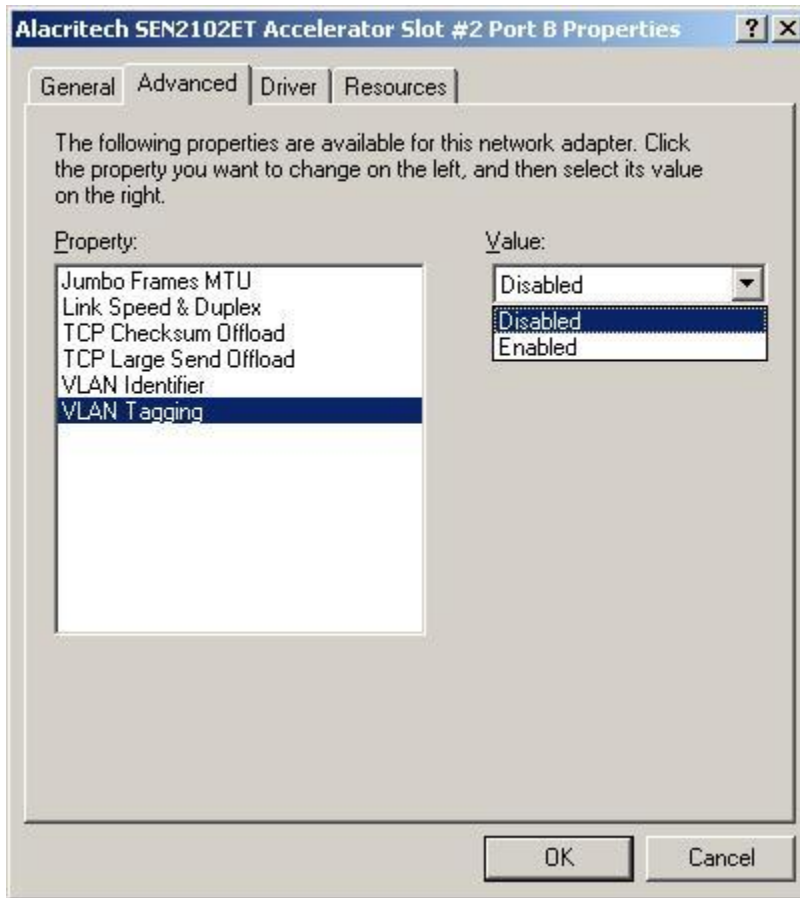 Alacritech SEN2102ET Accelerator Slot #2 Port B Properties
General Advanced Driver Resources
The following properties are available for this network adapter. Click
the property you want to change on the left, and then select its value
on the right.
Property:
Value:
Jumbo Frames MTU
Link Speed & Duplex
TCP Checksum Offload
TCP Large Send Offload
VLAN Identifier
VLAN Tagging
Disabled
Disabled
Enabled
OK
Cancel